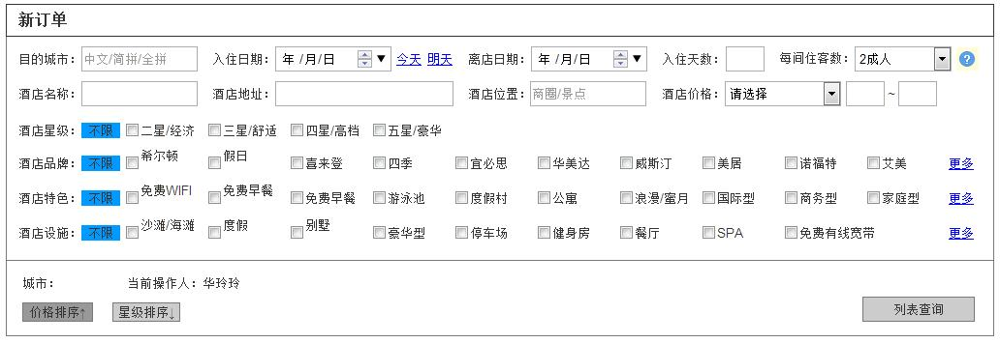 新订单
目的城市： 中文/简拼/全拼 入住日期： 年 /月/日 今天 明天 离店日期： 年 /月/日 入住天数： 每间住客数： 2成人 ?
酒店名称： 酒店地址： 酒店位置： 商圈/景点 酒店价格： 请选择 ~
酒店星级： 不限 二星/经济 三星/舒适 四星/高档 五星/豪华
酒店品牌： 不限 希尔顿 假日 喜来登 四季 宜必思 华美达 威斯汀 美居 诺福特 艾美 更多
酒店特色： 不限 免费WIFI 免费早餐 免费早餐 游泳池 度假村 公寓 浪漫/蜜月 国际型 商务型 家庭型 更多
酒店设施： 不限 沙滩/海滩 度假 别墅 豪华型 停车场 健身房 餐厅 SPA 免费有线宽带 更多
城市： 当前操作人：华玲玲
价格排序↑ 星级排序↓ 列表查询